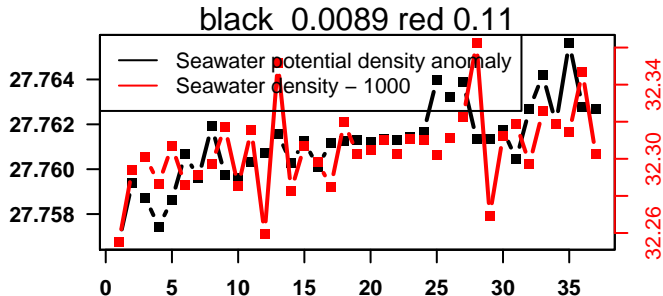 black  0.0089 red 0.11
Seawater potential density anomaly
Seawater density − 1000
27.764
27.762
27.760
27.758
32.34
32.30
32.26
0 5 10 15 20 25 30 35